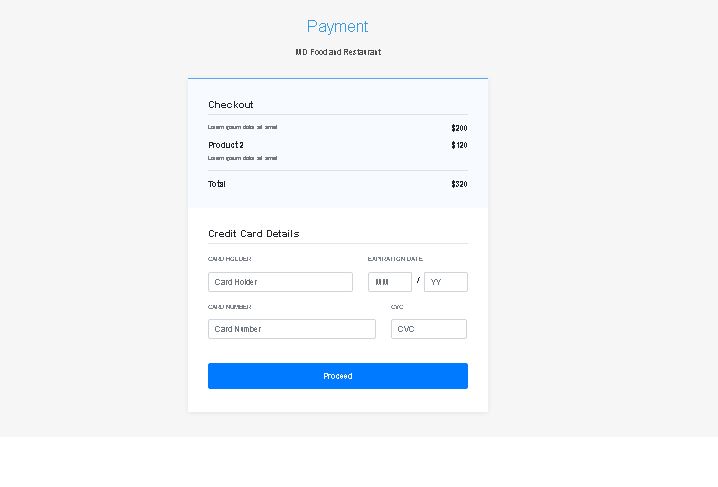 Payment
MD Food and Restaurant
Checkout
Lorem ipsum dolor sit amet $200
Product 2 $120
Lorem ipsum dolor sit amet
Total $320
Credit Card Details
CARD HOLDER EXPIRATION DATE
Card Holder MM / YY
CARD NUMBER CVC
Card Number CVC
Proceed